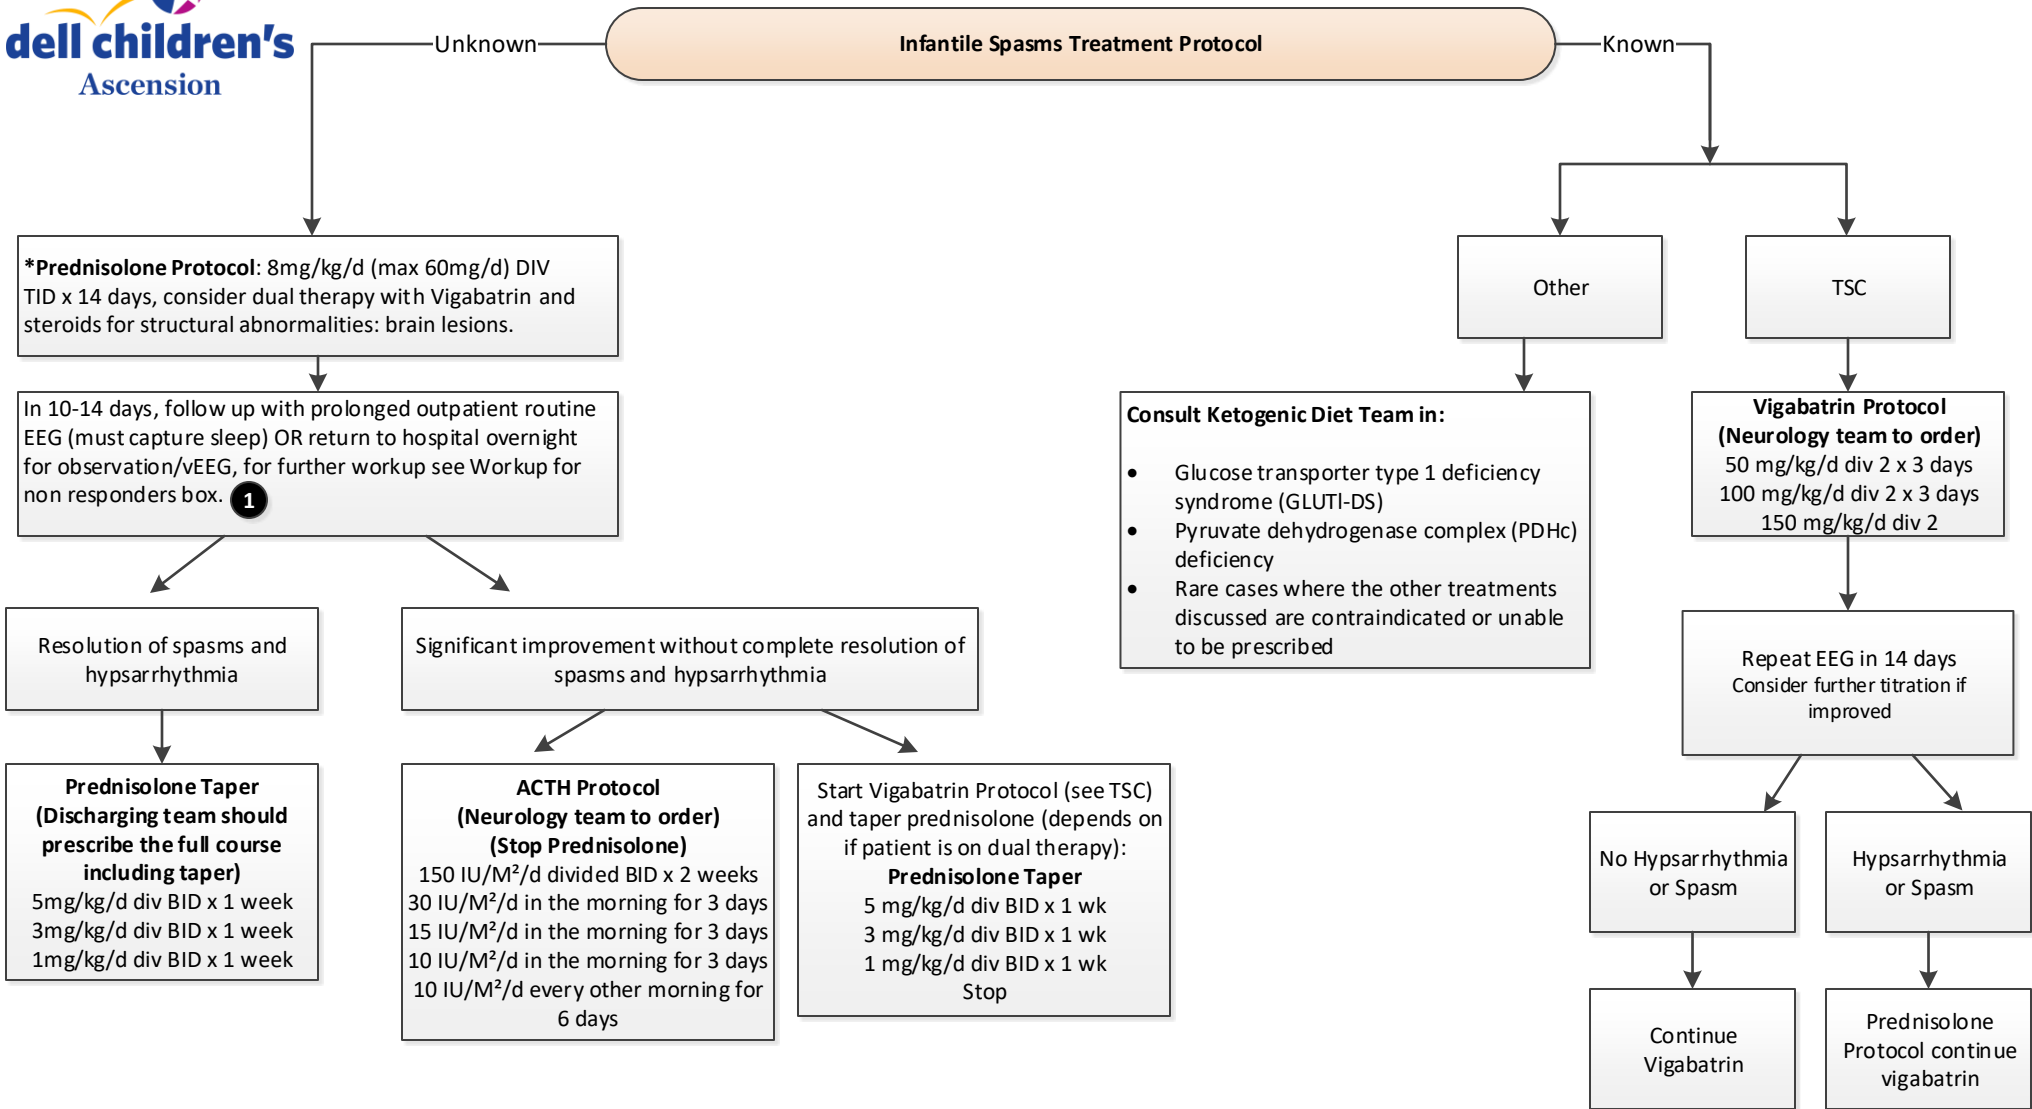 dell children's
Ascension
Unknown
Infantile Spasms Treatment Protocol
Known
*Prednisolone Protocol: 8mg/kg/d (max 60mg/d) DIV
TID x 14 days, consider dual therapy with Vigabatrin and
steroids for structural abnormalities: brain lesions.
In 10-14 days, follow up with prolonged outpatient routine
EEG (must capture sleep) OR return to hospital overnight
for observation/vEEG, for further workup see Workup for
non responders box. 1
Resolution of spasms and
hypsarrhythmia
Significant improvement without complete resolution of
spasms and hypsarrhythmia
Prednisolone Taper
(Discharging team should
prescribe the full course
including taper)
5mg/kg/d div BID x 1 week
3mg/kg/d div BID x 1 week
1mg/kg/d div BID x 1 week
ACTH Protocol
(Neurology team to order)
(Stop Prednisolone)
150 IU/M²/d divided BID x 2 weeks
30 IU/M²/d in the morning for 3 days
15 IU/M²/d in the morning for 3 days
10 IU/M²/d in the morning for 3 days
10 IU/M²/d every other morning for
6 days
Start Vigabatrin Protocol (see TSC)
and taper prednisolone (depends on
if patient is on dual therapy):
Prednisolone Taper
5 mg/kg/d div BID x 1 wk
3 mg/kg/d div BID x 1 wk
1 mg/kg/d div BID x 1 wk
Stop
Other
TSC
Consult Ketogenic Diet Team in:
• Glucose transporter type 1 deficiency
syndrome (GLUTl-DS)
• Pyruvate dehydrogenase complex (PDHc)
deficiency
• Rare cases where the other treatments
discussed are contraindicated or unable
to be prescribed
Vigabatrin Protocol
(Neurology team to order)
50 mg/kg/d div 2 x 3 days
100 mg/kg/d div 2 x 3 days
150 mg/kg/d div 2
Repeat EEG in 14 days
Consider further titration if
improved
No Hypsarrhythmia
or Spasm
Hypsarrhythmia
or Spasm
Continue
Vigabatrin
Prednisolone
Protocol continue
vigabatrin